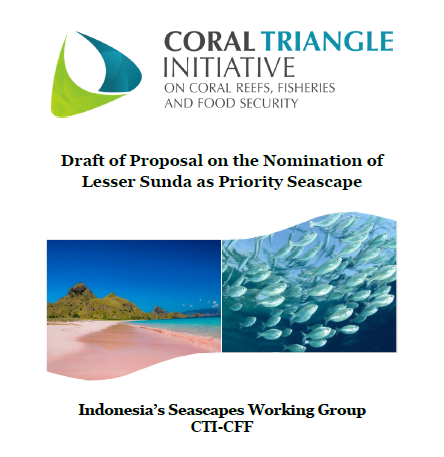 CORAL TRIANGLE
INITIATIVE
ON CORAL REEFS, FISHERIES
AND FOOD SECURITY
Draft of Proposal on the Nomination of
Lesser Sunda as Priority Seascape
Indonesia's Seascapes Working Group
CTI-CFF